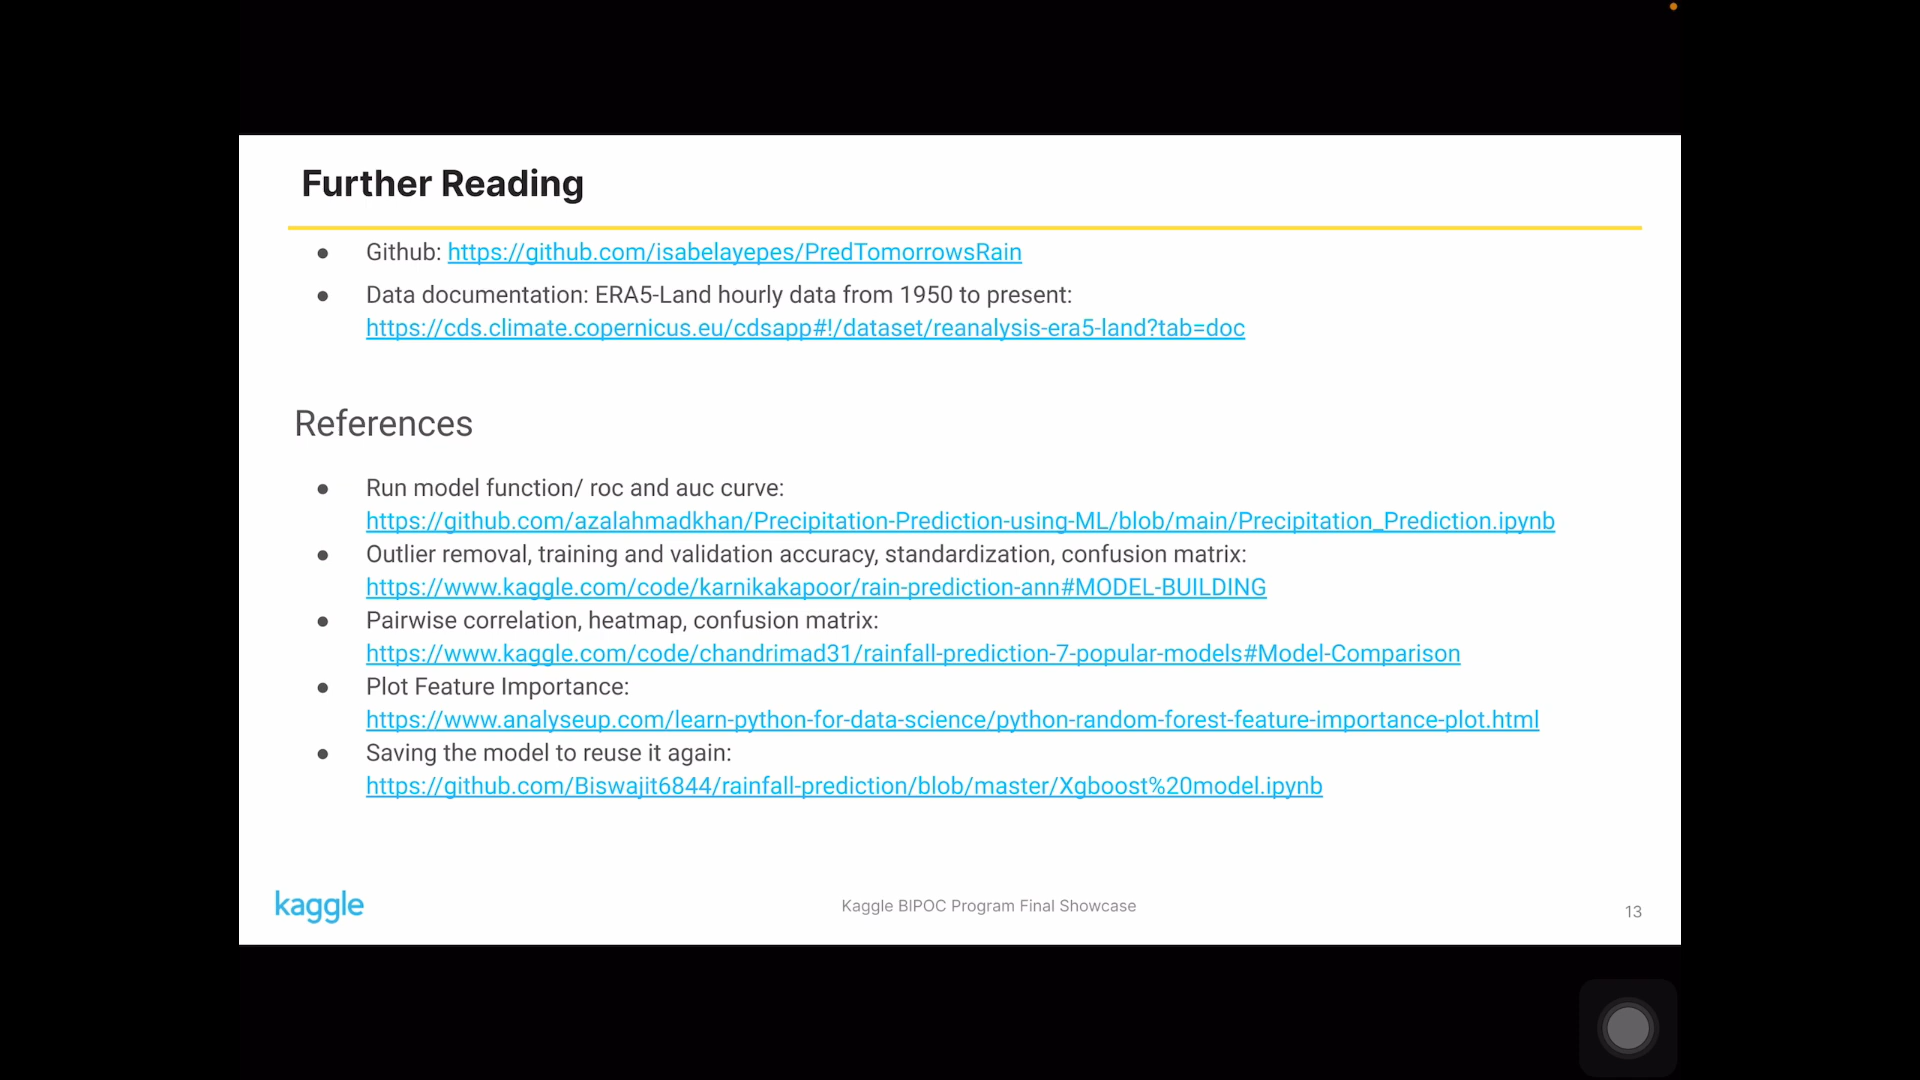 Further Reading
● Github: https://github.com/isabelayepes/PredTomorrowsRain
● Data documentation: ERA5-Land hourly data from 1950 to present:
https://cds.climate.copernicus.eu/cdsapp#!/dataset/reanalysis-era5-land?tab=doc
References
● Run model function/ roc and auc curve:
https://github.com/azalahmadkhan/Precipitation-Prediction-using-ML/blob/main/Precipitation_Prediction.ipynb
● Outlier removal, training and validation accuracy, standardization, confusion matrix:
https://www.kaggle.com/code/karnikakapoor/rain-prediction-ann#MODEL-BUILDING
● Pairwise correlation, heatmap, confusion matrix:
https://www.kaggle.com/code/chandrimad31/rainfall-prediction-7-popular-models#Model-Comparison
● Plot Feature Importance:
https://www.analyseup.com/learn-python-for-data-science/python-random-forest-feature-importance-plot.html
● Saving the model to reuse it again:
https://github.com/Biswajit6844/rainfall-prediction/blob/master/Xgboost%20model.ipynb
kaggle
Kaggle BIPOC Program Final Showcase
13